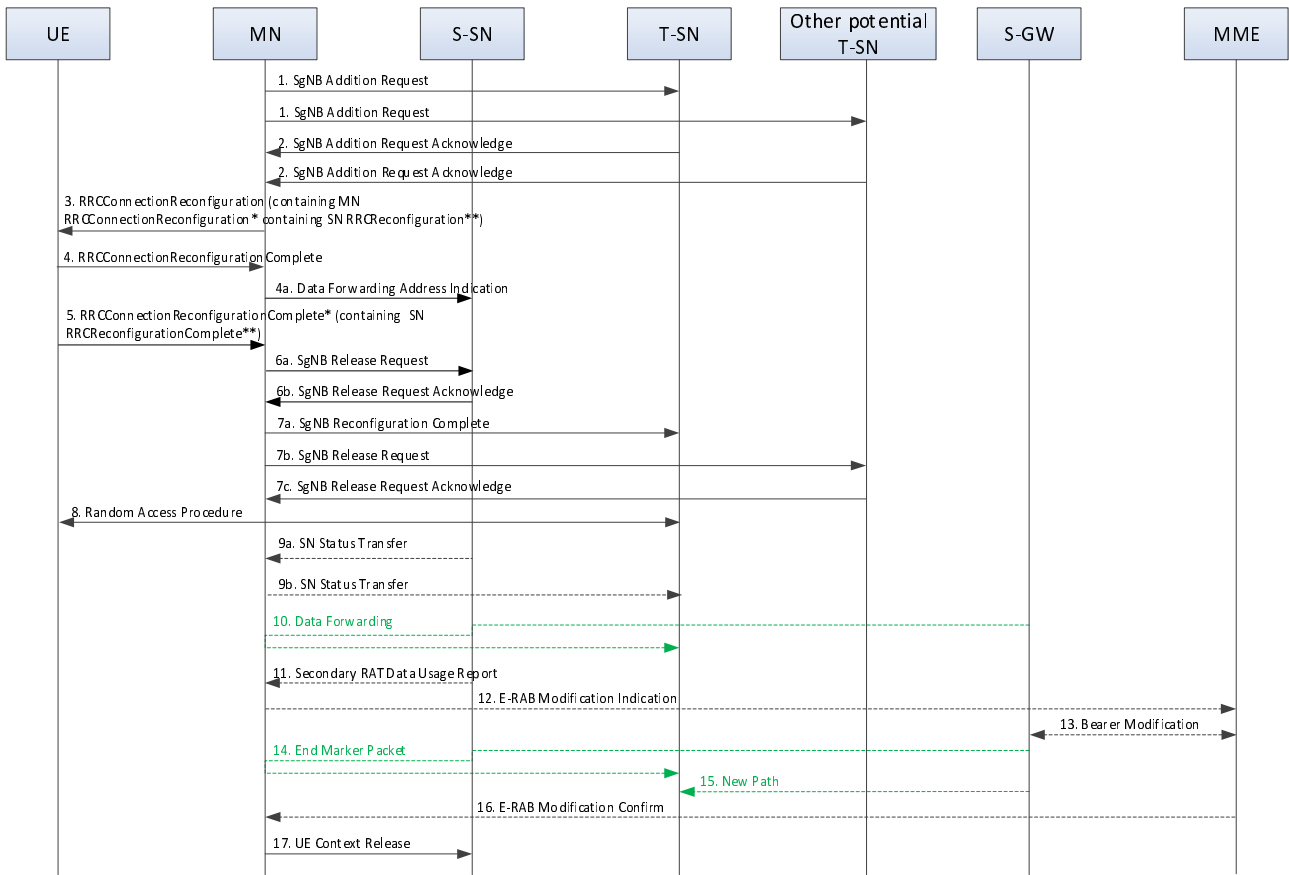 UE
MN
S-SN
T-SN
Other potential
T-SN
S-GW
MME
1. SgNB Addition Request
1. SgNB Addition Request
2. SgNB Addition Request Acknowledge
2. SgNB Addition Request Acknowledge
3. RRCConnectionReconfiguration (containing MN
RRCConnectionReconfiguration* containing SN RRCReconfiguration**)
4. RRCConnectionReconfigurationComplete
4a. Data Forwarding Address Indication
5. RRCConnectionReconfigurationComplete* (containing SN
RRCReconfigurationComplete**)
6a. SgNB Release Request
6b. SgNB Release Request Acknowledge
7a. SgNB Reconfiguration Complete
7b. SgNB Release Request
7c. SgNB Release Request Acknowledge
8. Random Access Procedure
9a. SN Status Transfer
9b. SN Status Transfer
10. Data Forwarding
11. Secondary RAT Data Usage Report
12. E-RAB Modification Indication
13. Bearer Modification
14. End Marker Packet
15. New Path
16. E-RAB Modification Confirm
17. UE Context Release